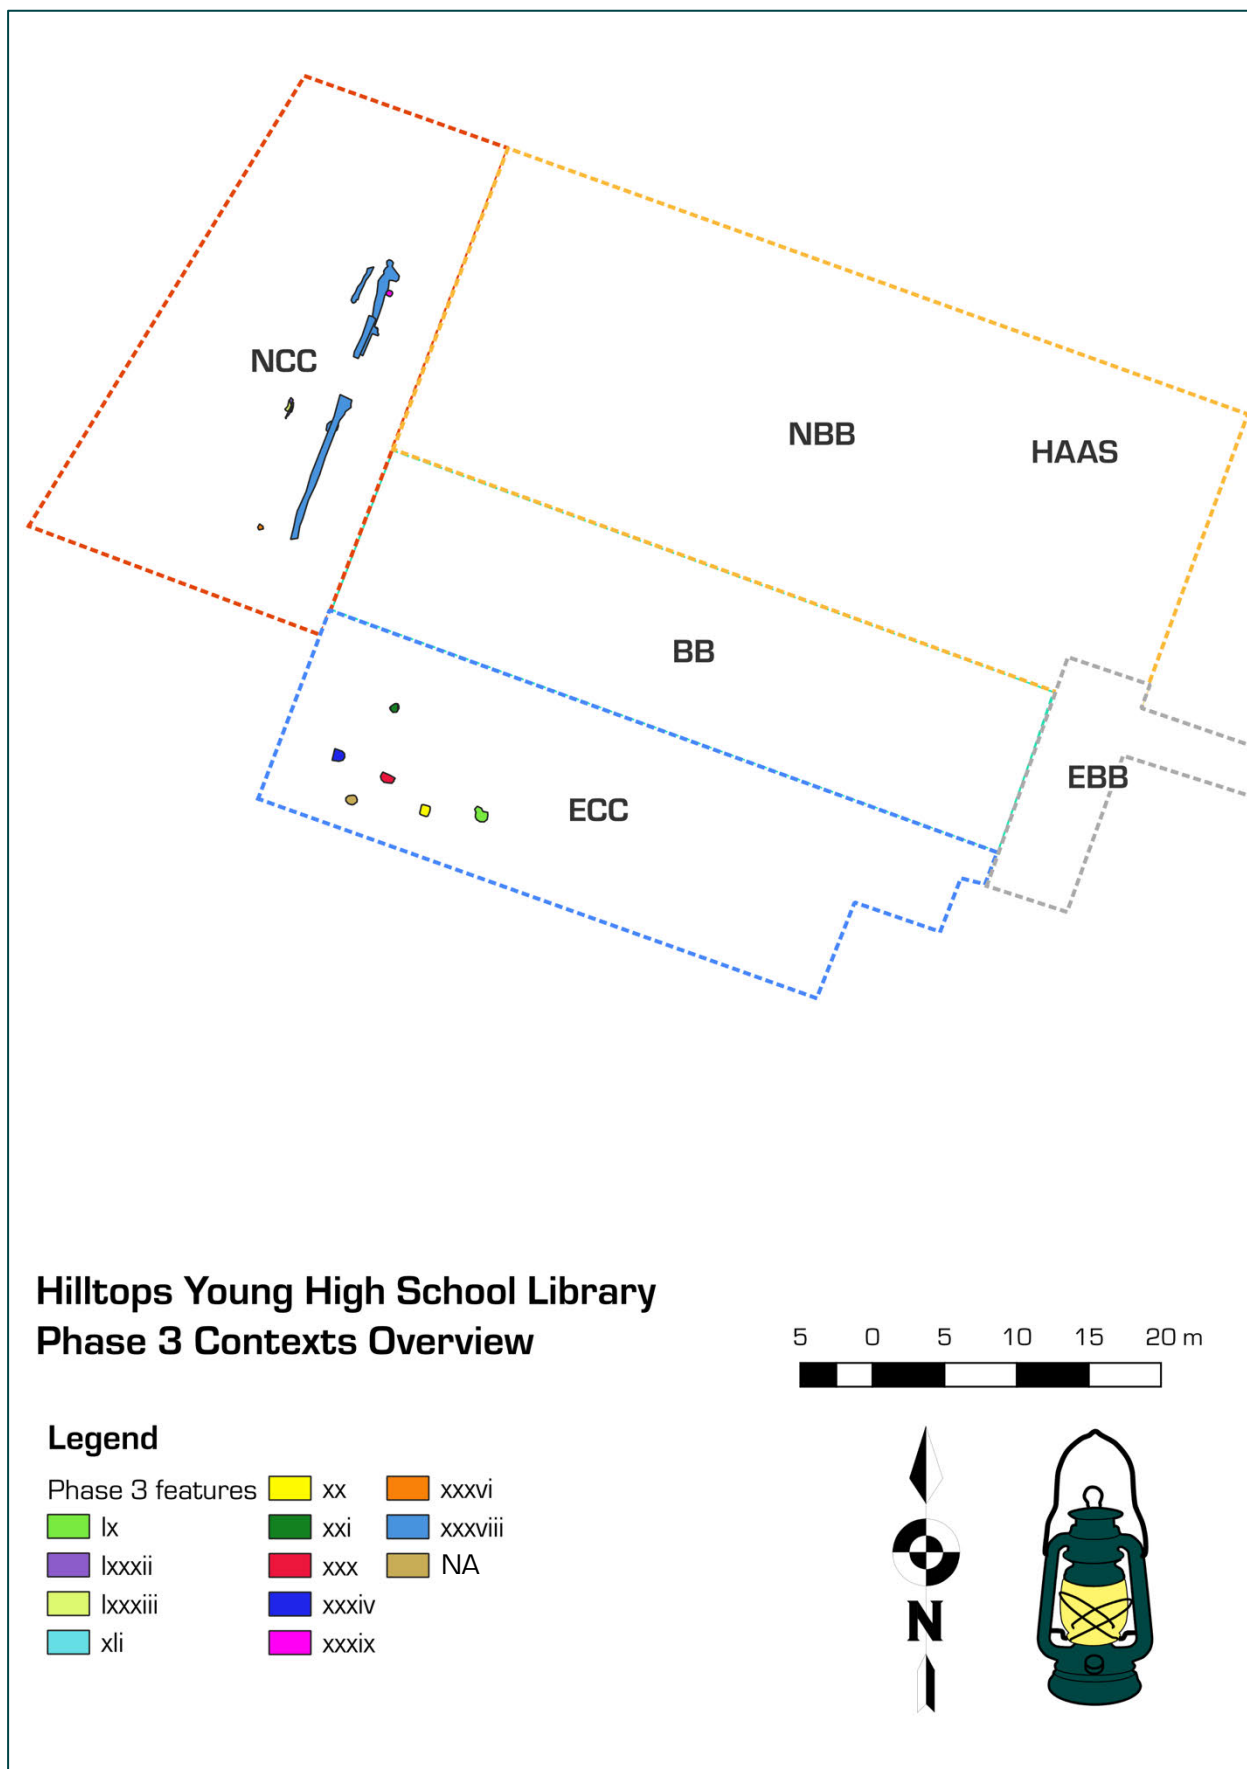 NCC
NBB
HAAS
BB
EBB
ECC
Hilltops Young High School Library
Phase 3 Contexts Overview
5 0 5 10 15 20 m
Legend
Phase 3 features
lx
lxxxii
lxxxiii
xli
xx
xxi
xxx
xxxiv
xxxix
xxxvi
xxxviii
NA
N